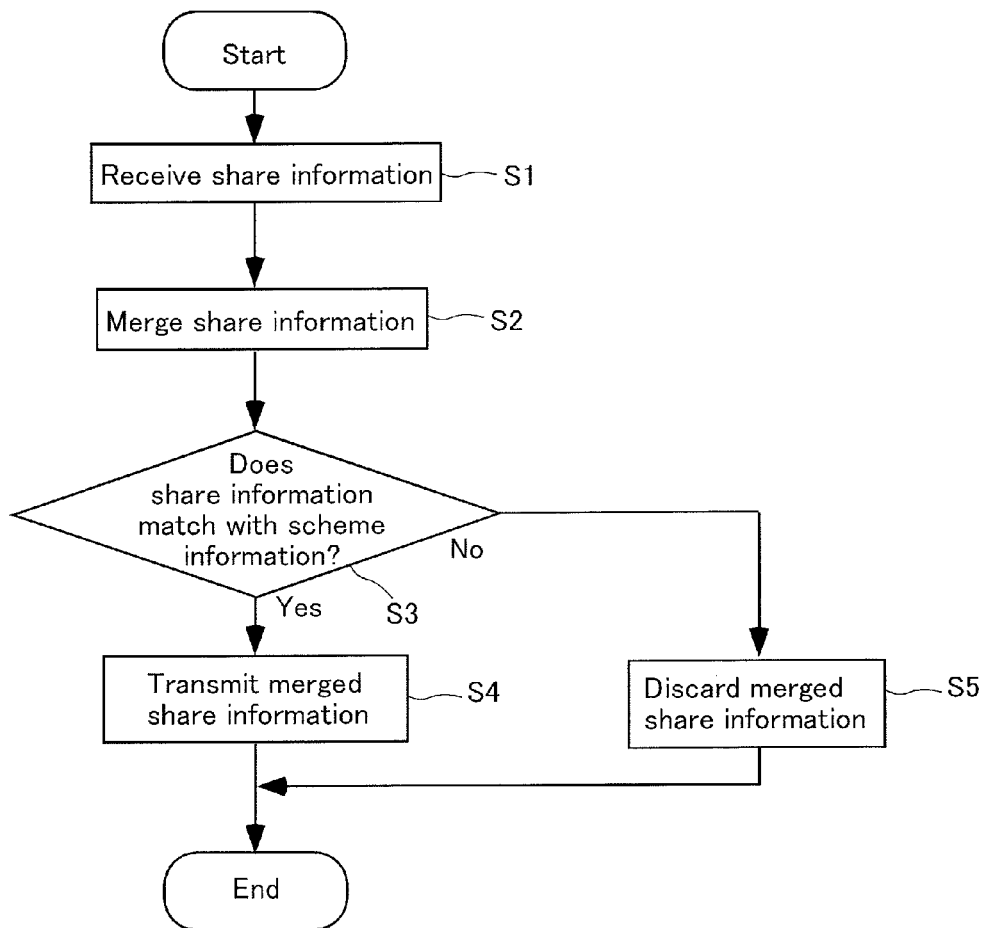 Start
Receive share information
S1
Merge share information
S2
Does
share information
match with scheme
information?
No
Yes
S3
Transmit merged
share information
S4
Discard merged
share information
S5
End